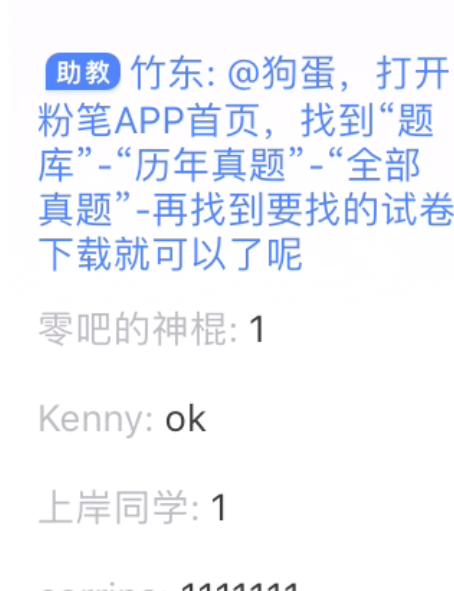 助教 竹东: @狗蛋，打开
粉笔APP首页，找到“题
库”-“历年真题”-“全部
真题”-再找到要找的试卷
下载就可以了呢
零吧的神棍: 1
Kenny: ok
上岸同学: 1